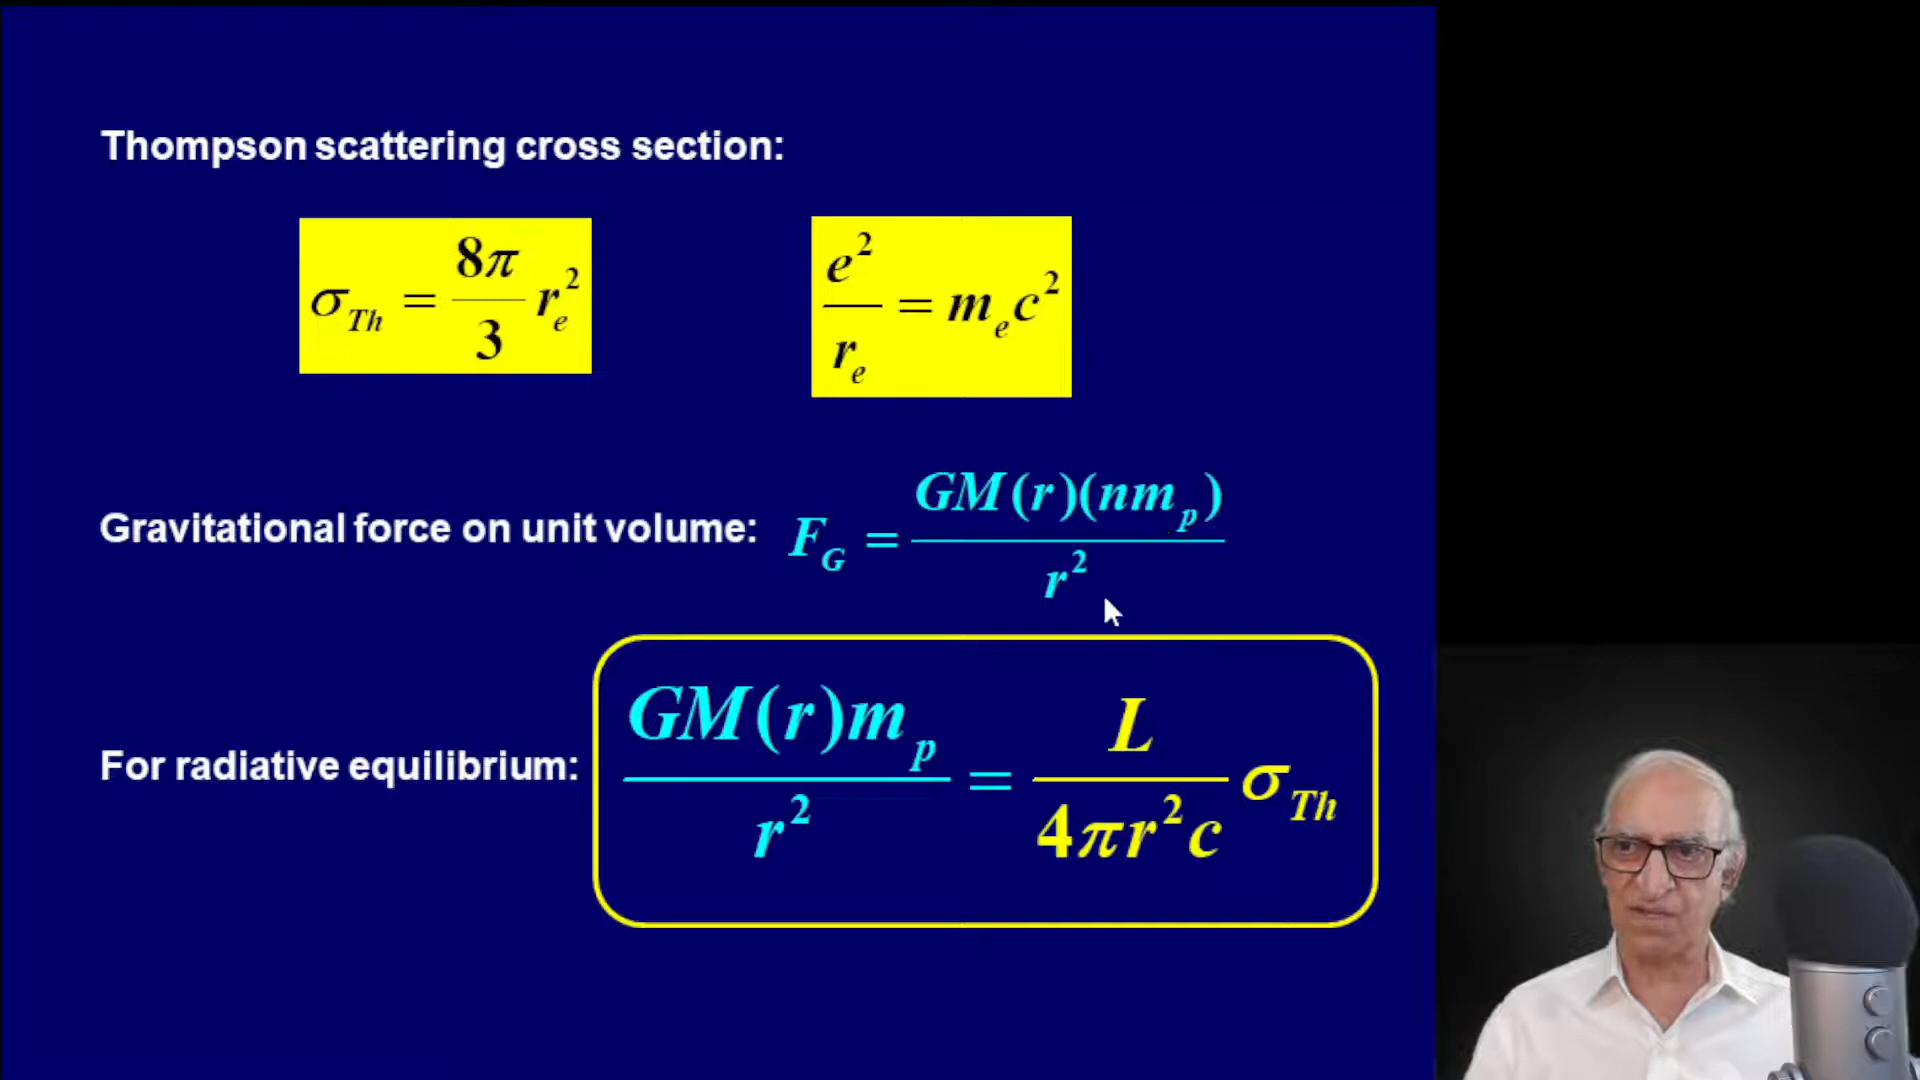 Thompson scattering cross section:
σ_Th = 8π/3 r_e^2
e^2/r_e = m_e c^2
Gravitational force on unit volume: F_G = GM(r)(nm_p)/r^2
For radiative equilibrium: GM(r)m_p/r^2 = L/4πr^2c σ_Th